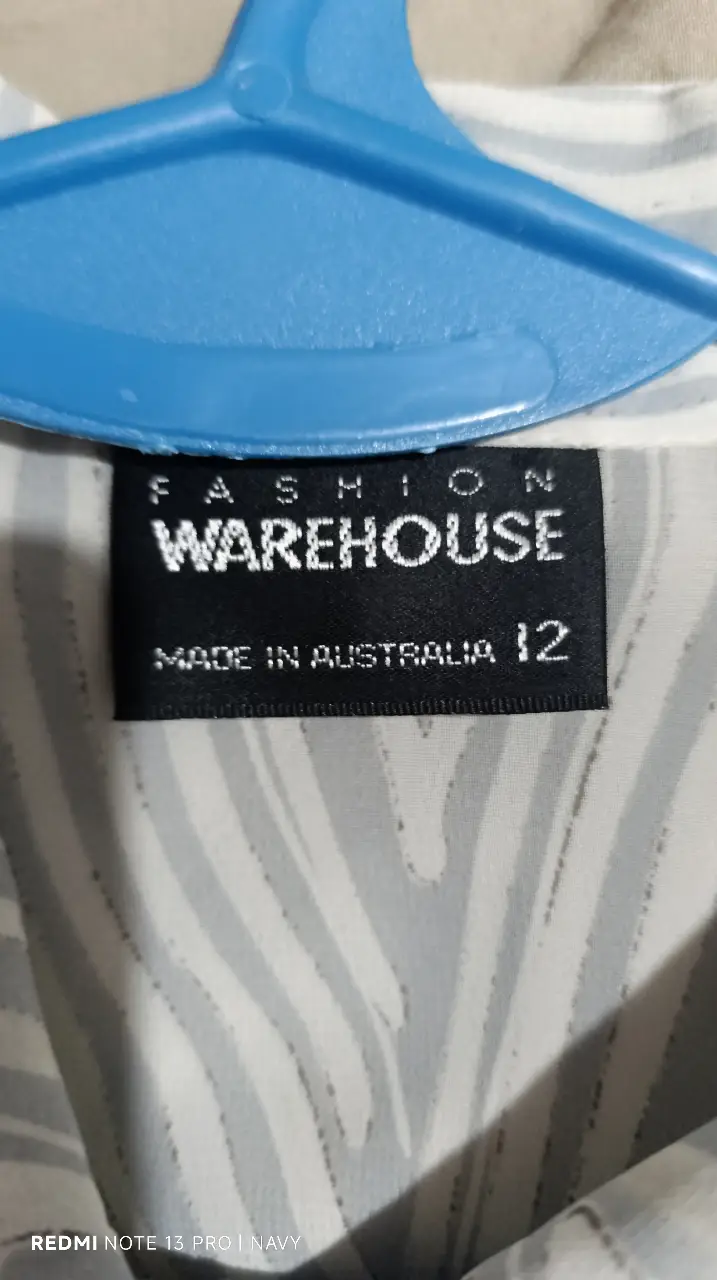 FASHION
WAREHOUSE
MADE IN AUSTRALIA 12
REDMI NOTE 13 PRO | NAVY